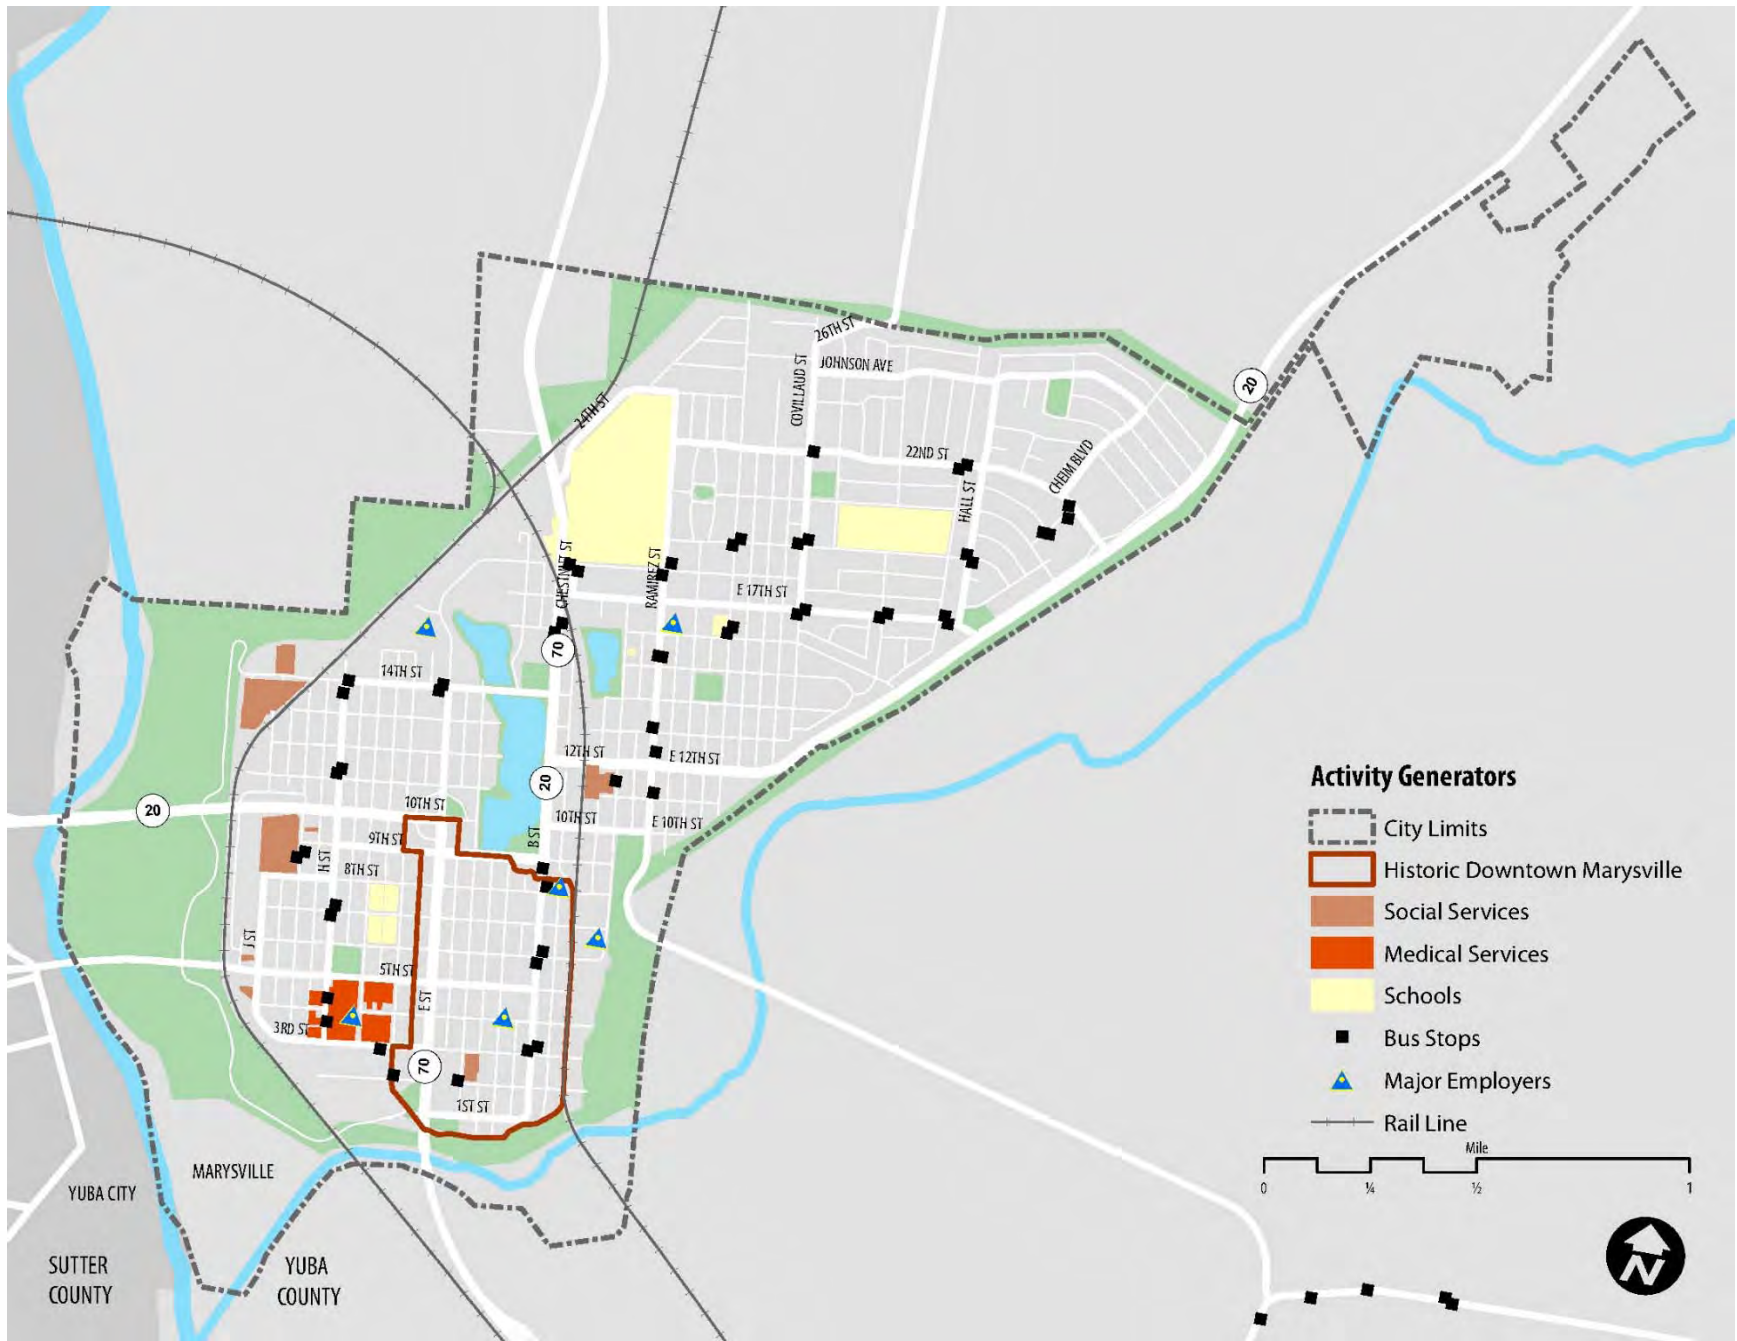 26TH ST
JOHNSON AVE
COVILLAUD ST
20
24TH ST
22ND ST
CHEIM BLVD
HALL ST
CHESTNUT ST
RAMIREZ ST
E 17TH ST
70
14TH ST
12TH ST
E 12TH ST
20
20
10TH ST
10TH ST
E 10TH ST
B ST
9TH ST
H ST
8TH ST
J ST
5TH ST
E ST
3RD ST
70
1ST ST
MARYSVILLE
YUBA CITY
SUTTER
COUNTY
YUBA
COUNTY
Activity Generators
City Limits
Historic Downtown Marysville
Social Services
Medical Services
Schools
Bus Stops
Major Employers
Rail Line
Mile
0 ¼ ½ 1
N